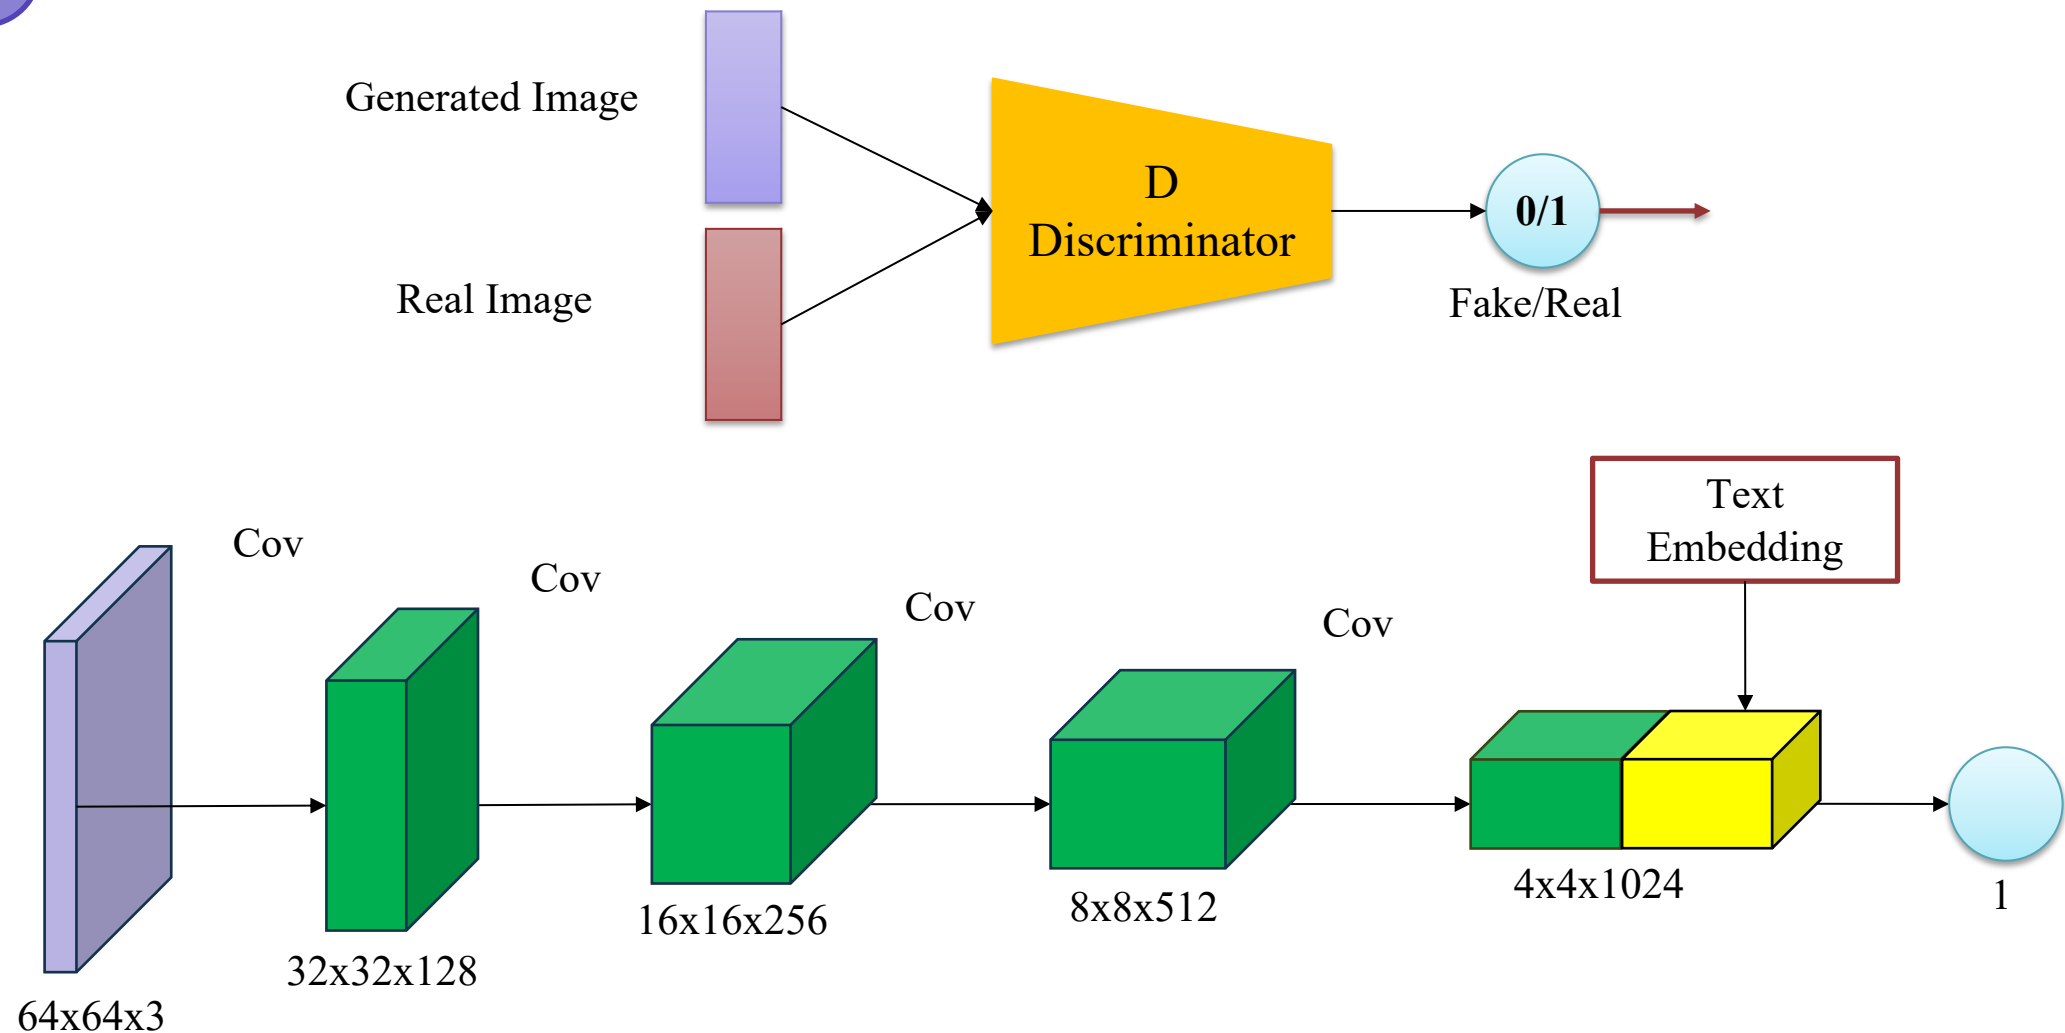 Generated Image
Real Image
D
Discriminator
0/1
Fake/Real
Text
Embedding
Cov
Cov
Cov
Cov
64x64x3
32x32x128
16x16x256
8x8x512
4x4x1024
1